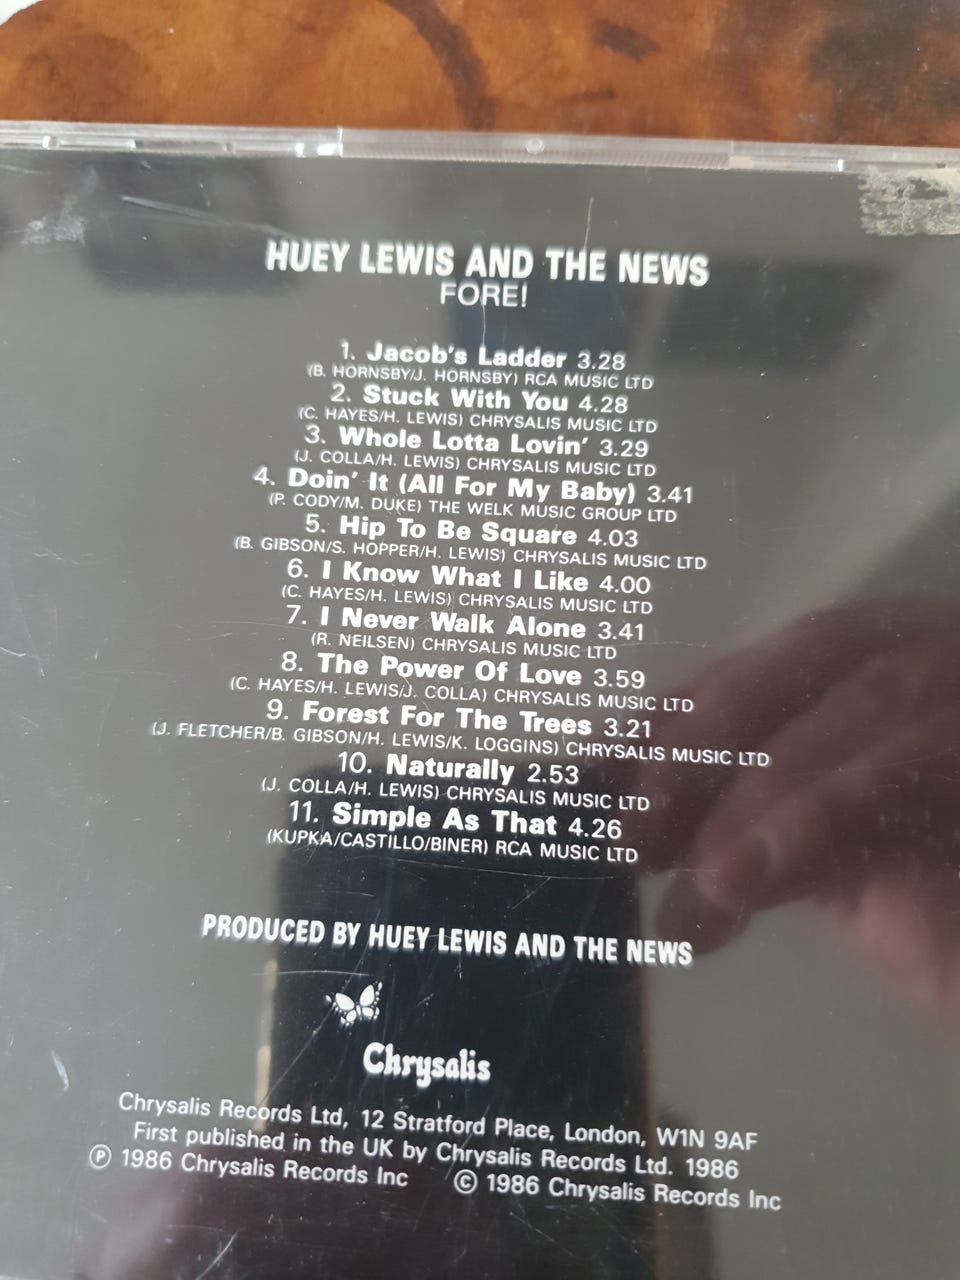 HUEY LEWIS AND THE NEWS
FORE!
1. Jacob's Ladder 3.28
(B. HORNSBY/J. HORNSBY) RCA MUSIC LTD
2. Stuck With You 4.28
(C. HAYES/H. LEWIS) CHRYSALIS MUSIC LTD
3. Whole Lotta Lovin' 3.29
(J. COLLA/H. LEWIS) CHRYSALIS MUSIC LTD
4. Doin' It (All For My Baby) 3.41
(P. CODY/M. DUKE) THE WELK MUSIC GROUP LTD
5. Hip To Be Square 4.03
(B. GIBSON/S. HOPPER/H. LEWIS) CHRYSALIS MUSIC LTD
6. I Know What I Like 4.00
(C. HAYES/H. LEWIS) CHRYSALIS MUSIC LTD
7. I Never Walk Alone 3.41
(R. NEILSEN) CHRYSALIS MUSIC LTD
8. The Power Of Love 3.59
(C. HAYES/H. LEWIS/J. COLLA) CHRYSALIS MUSIC LTD
9. Forest For The Trees 3.21
(J. FLETCHER/B. GIBSON/H. LEWIS/K. LOGGINS) CHRYSALIS MUSIC LTD
10. Naturally 2.53
(J. COLLA/H. LEWIS) CHRYSALIS MUSIC LTD
11. Simple As That 4.26
(KUPKA/CASTILLO/BINER) RCA MUSIC LTD
PRODUCED BY HUEY LEWIS AND THE NEWS
Chrysalis
Chrysalis Records Ltd, 12 Stratford Place, London, W1N 9AF
First published in the UK by Chrysalis Records Ltd. 1986
℗ 1986 Chrysalis Records Inc © 1986 Chrysalis Records Inc